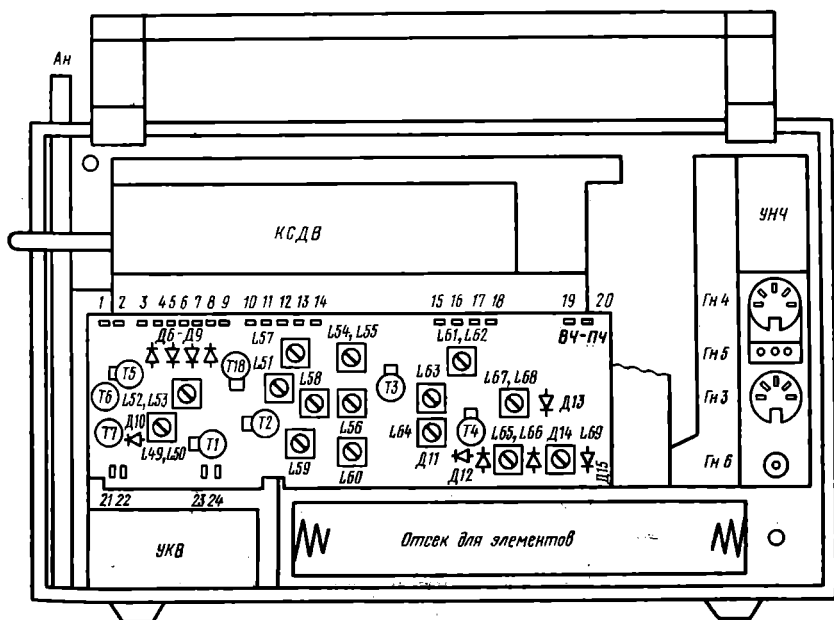 Ан
КСДВ
УНЧ
Гн 4
1 2 3 4 5 6 7 8 9 10 11 12 13 14 15 16 17 18 19 20
ВЧ-ПЧ
Д6-Д9
L57
L54, L55
L61, L62
Гн 5
Т5
Т18
L51
Т3
L63
L67, L68
Д13
Т6
L52, L53
L58
Гн 3
Д10
Т7
L49, L50
Т1
Т2
L56
L64
Т4
L59
L60
Д11
Д12
L65, L66
Д14
L69
Д15
Гн 6
21 22 23 24
УКВ
Отсек для элементов